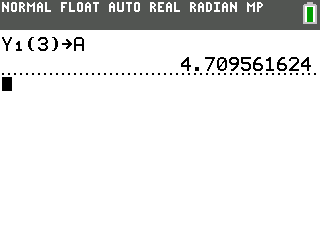 NORMAL FLOAT AUTO REAL RADIAN MP
Y₁(3)→A
4.709561624